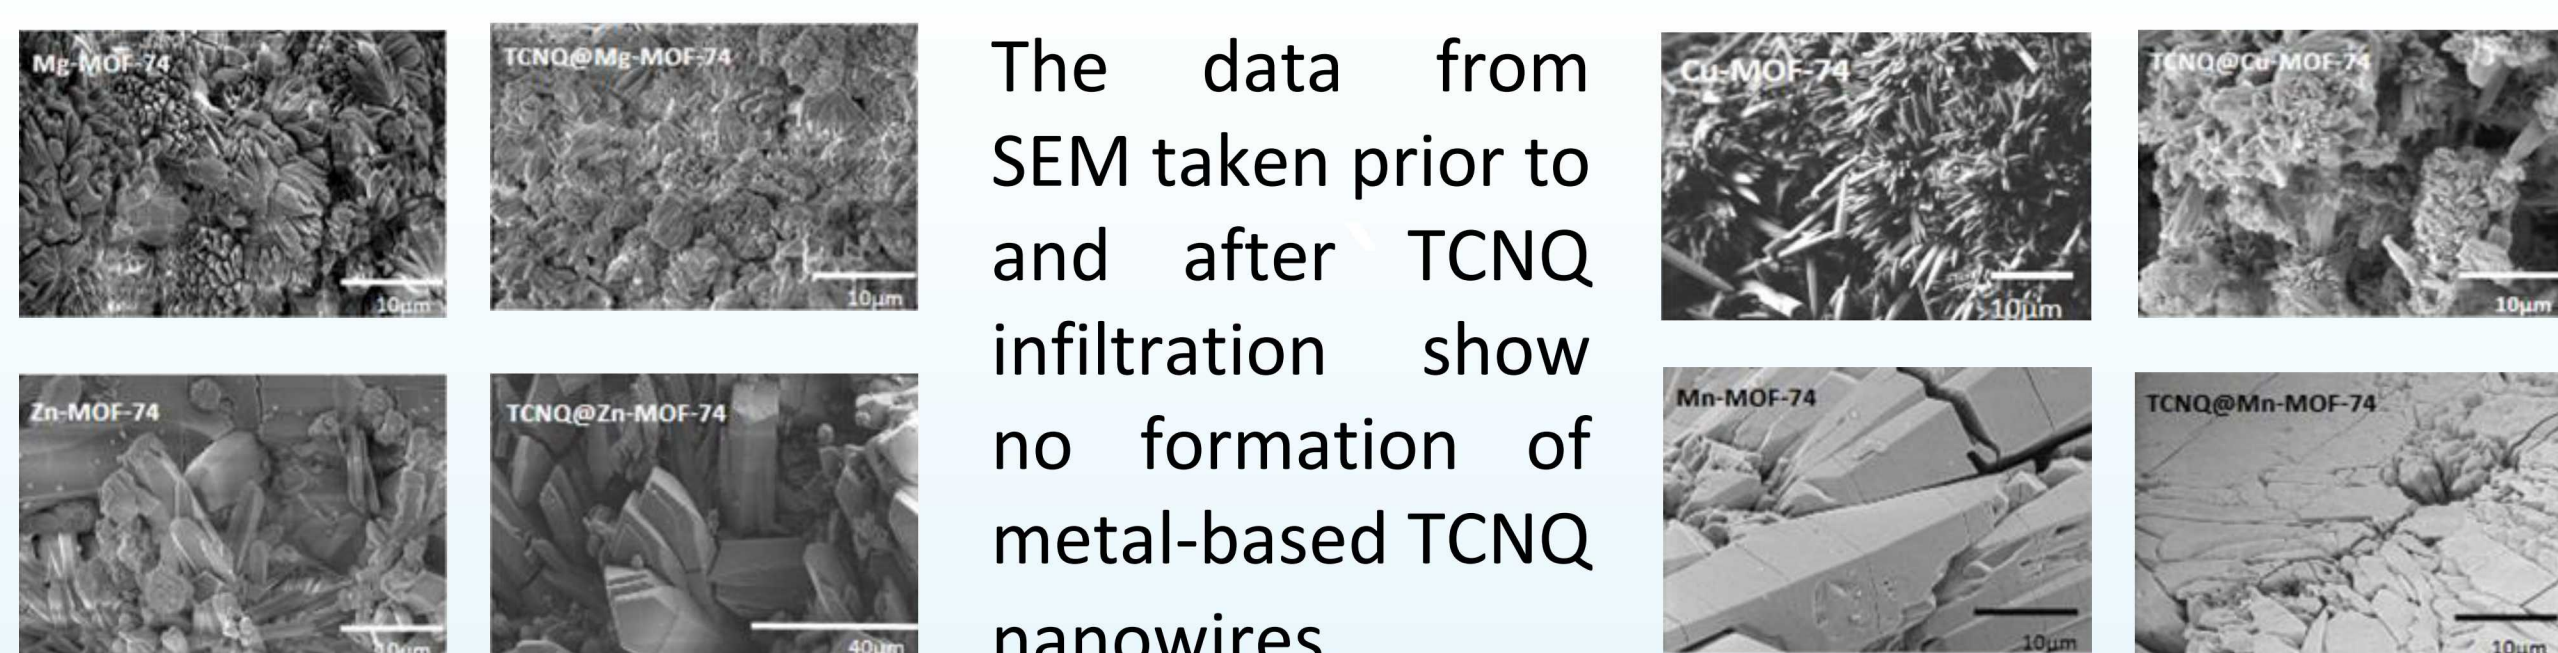 Mg-MOF-74
10µm
TCNQ@Mg-MOF-74
10µm
Zn-MOF-74
10µm
TCNQ@Zn-MOF-74
40µm
The data from
SEM taken prior to
and after TCNQ
infiltration show
no formation of
metal-based TCNQ
nanowires
Cu-MOF-74
10µm
TCNQ@Cu-MOF-74
10µm
Mn-MOF-74
10µm
TCNQ@Mn-MOF-74
10µm